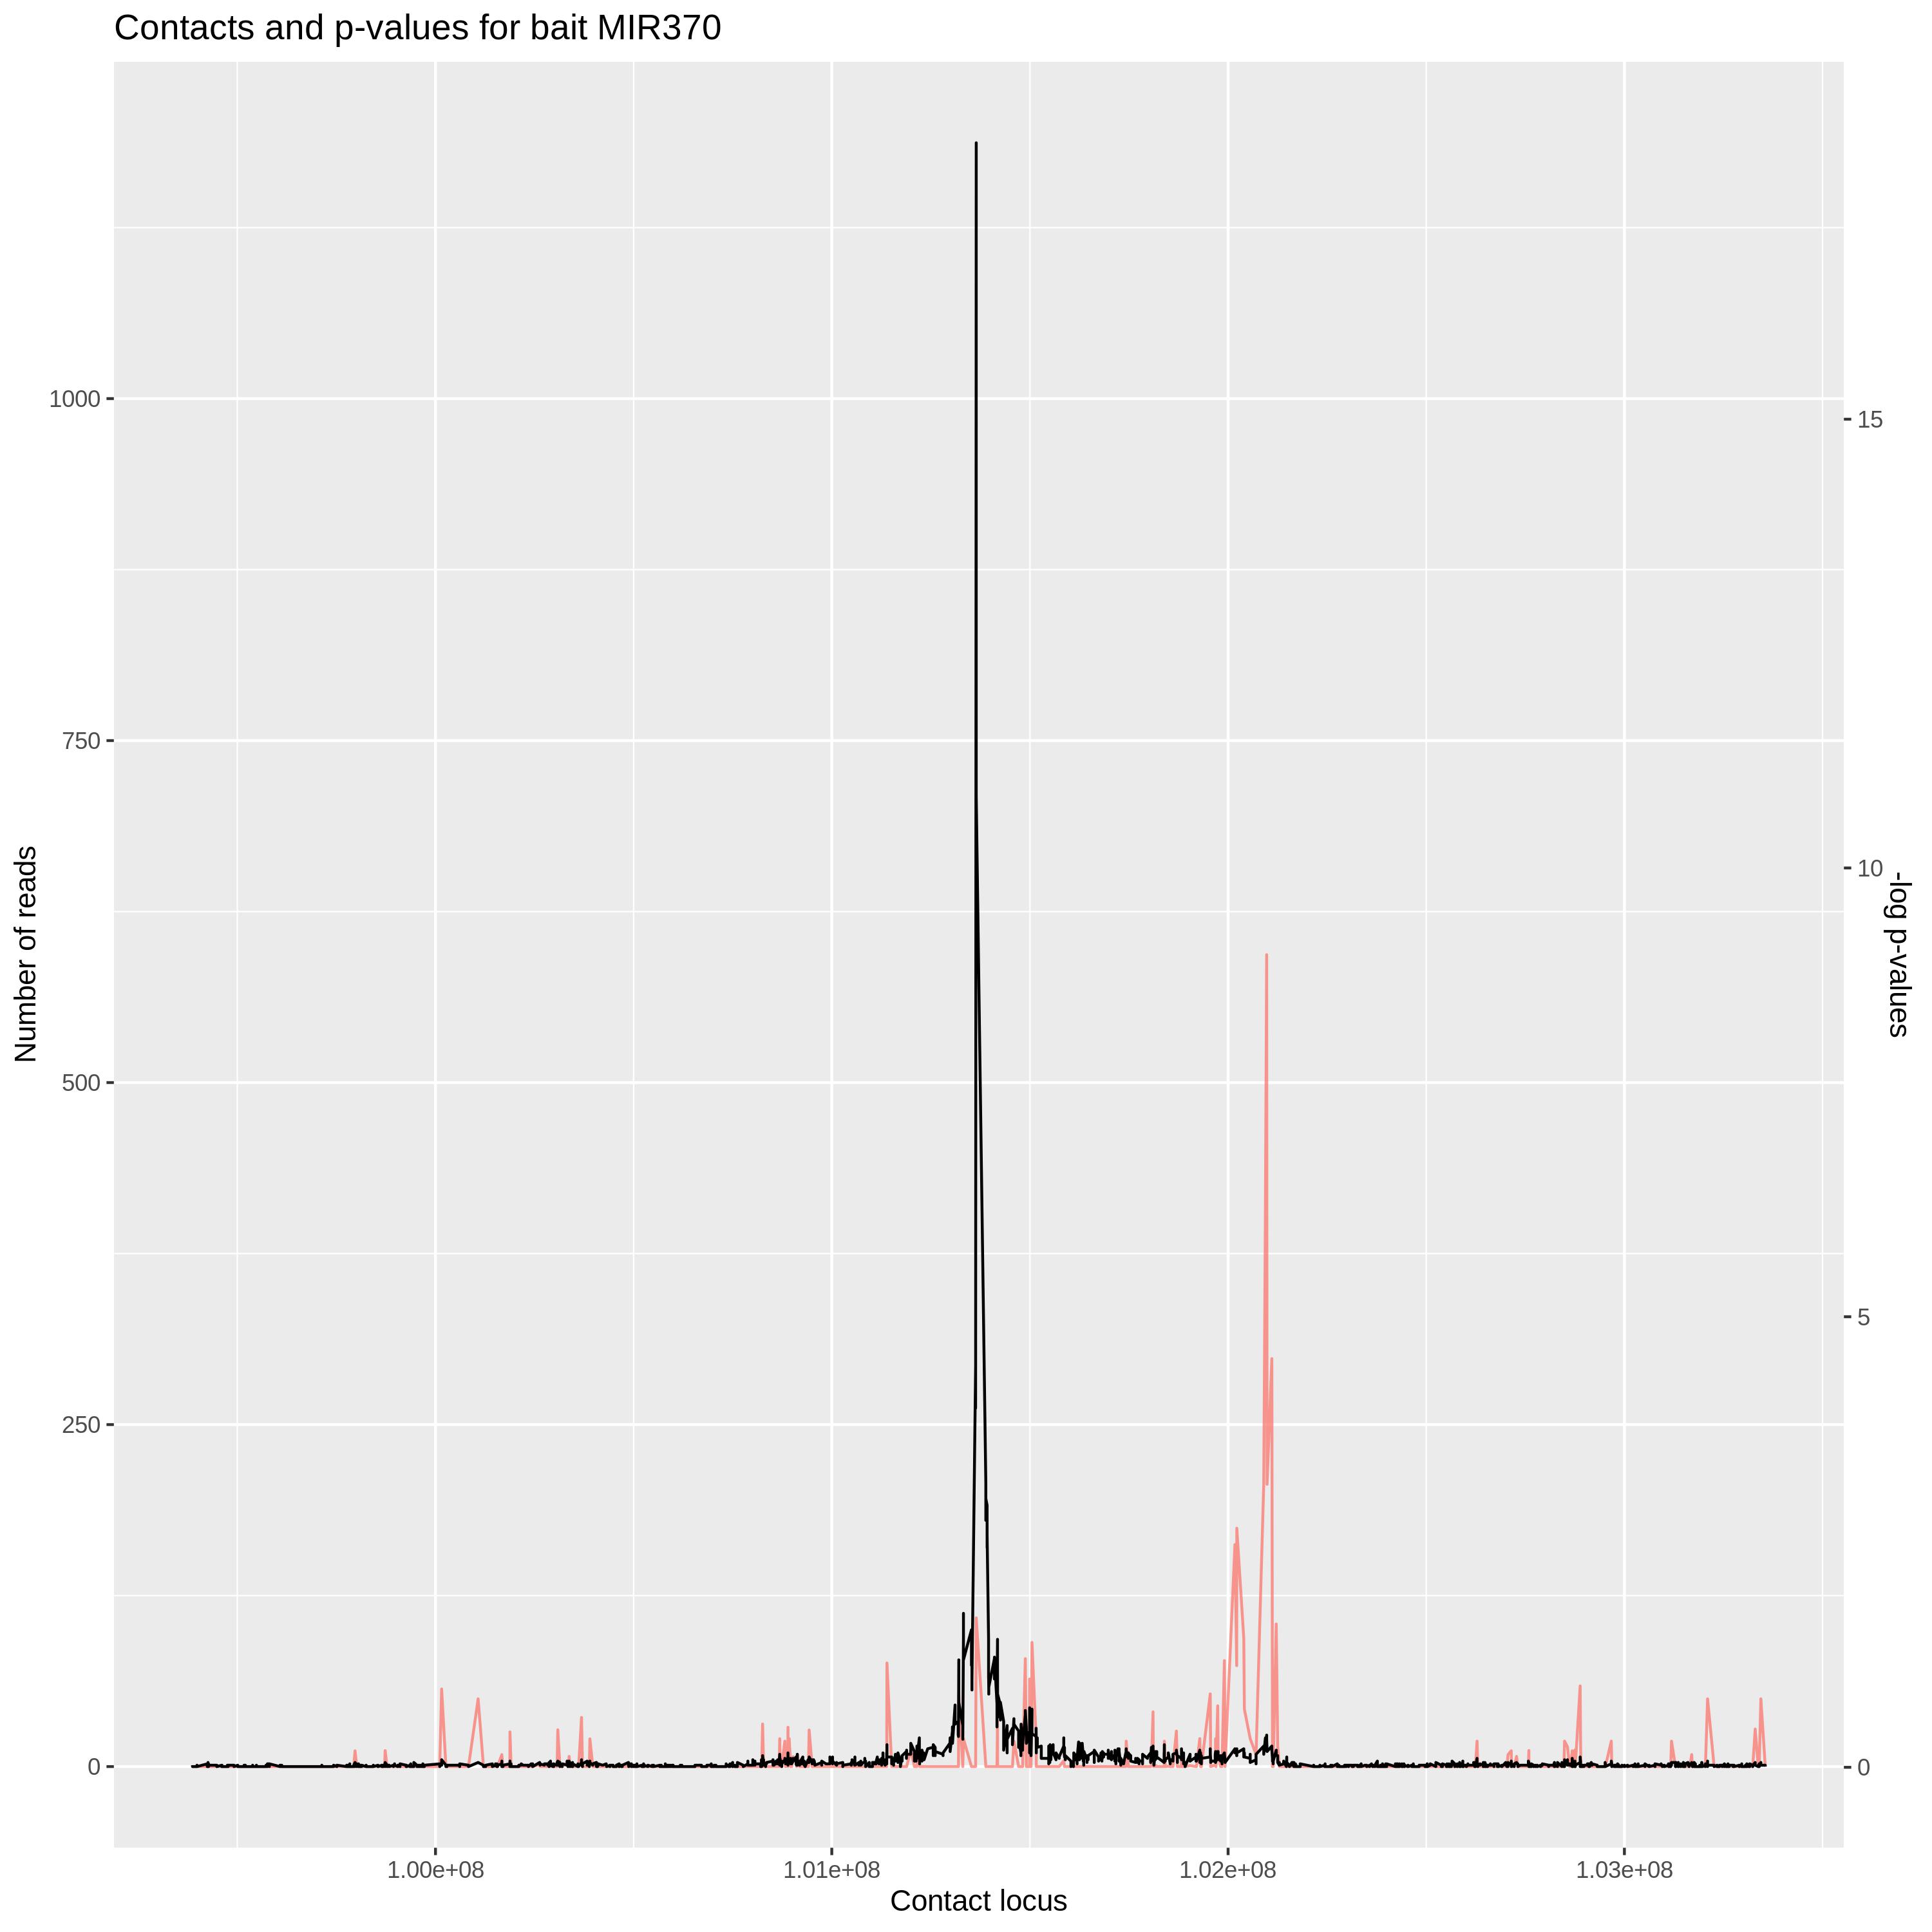 Contacts and p-values for bait MIR370
1000
750
500
250
0
Number of reads
15
10
5
0
-log p-values
1.00e+08
1.01e+08
1.02e+08
1.03e+08
Contact locus